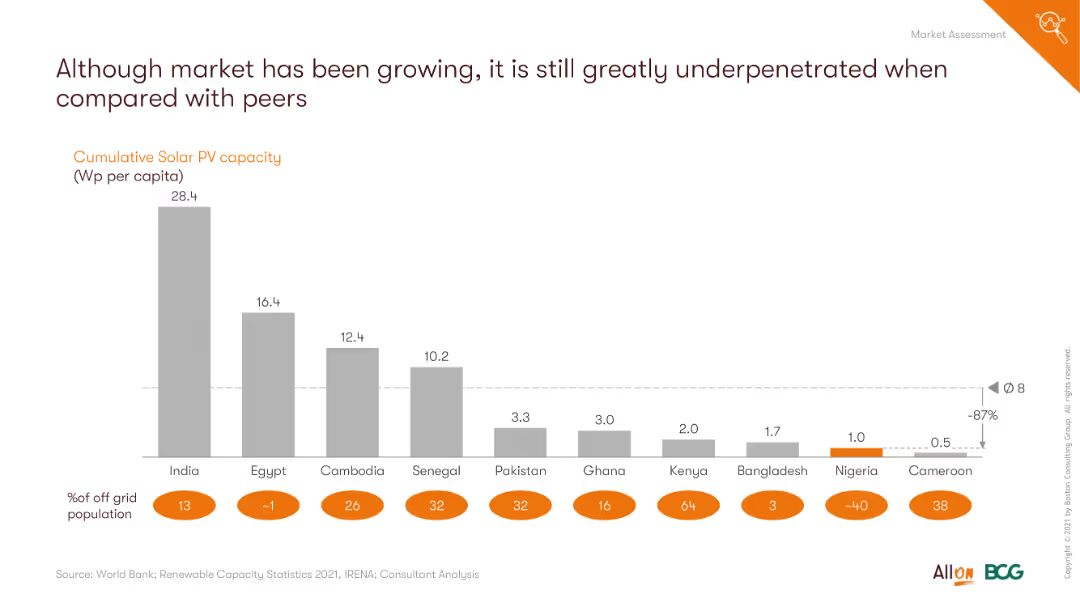 Market Assessment
Although market has been growing, it is still greatly underpenetrated when
compared with peers
Cumulative Solar PV capacity
(Wp per capita)
28.4
16.4
12.4
10.2
3.3
3.0
2.0
1.7
1.0
0.5
Ø 8
-87%
India Egypt Cambodia Senegal Pakistan Ghana Kenya Bangladesh Nigeria Cameroon
%of off grid
population
13 ~1 26 32 32 16 64 3 ~40 38
Source: World Bank; Renewable Capacity Statistics 2021, IRENA; Consultant Analysis
All on BCG
Copyright © 2021 by Boston Consulting Group. All rights reserved.